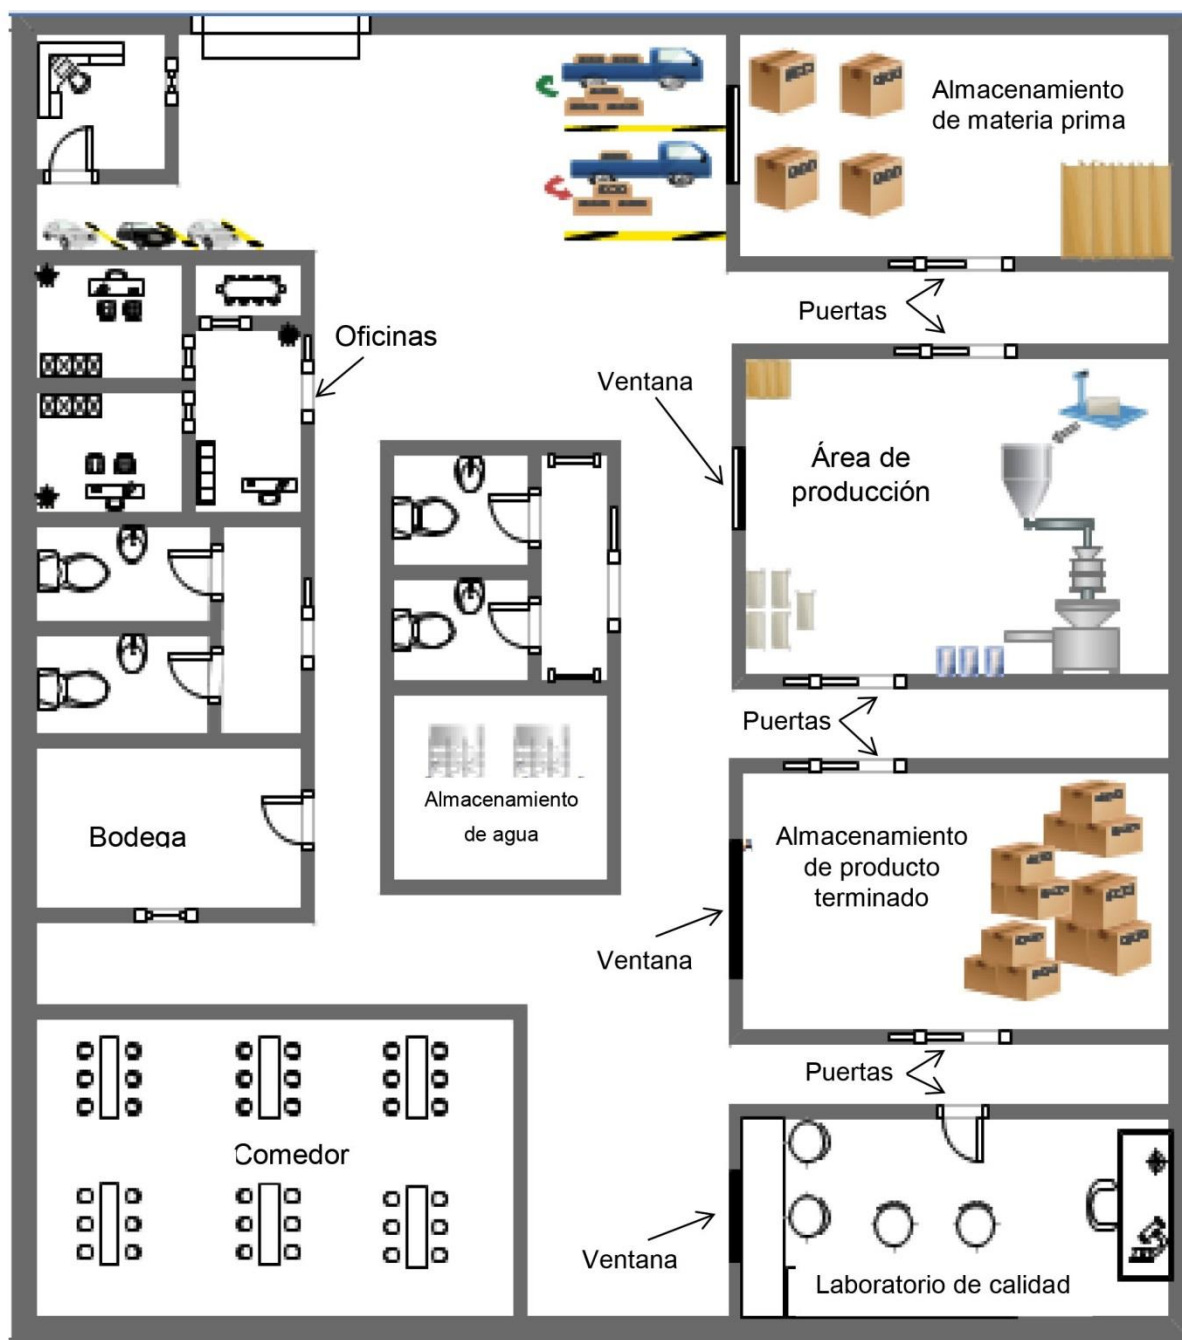 Almacenamiento
de materia prima
Puertas
Oficinas
Ventana
Área de
producción
Puertas
Almacenamiento
de agua
Bodega
Almacenamiento
de producto
terminado
Ventana
Puertas
Comedor
Ventana
Laboratorio de calidad